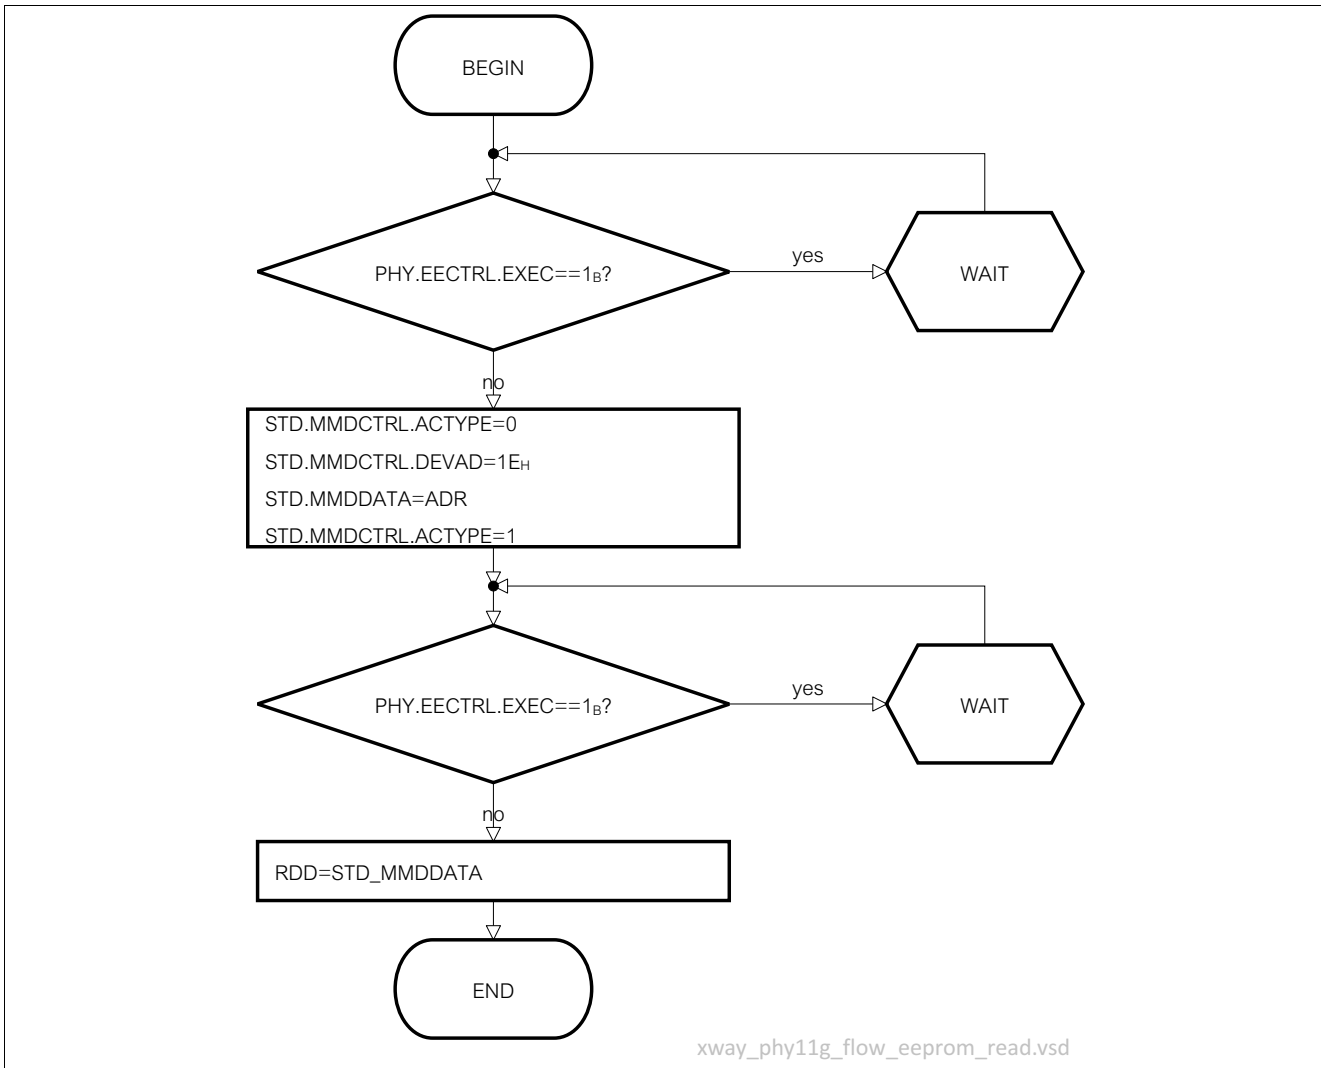 BEGIN
PHY.EECTRL.EXEC==1B?
yes
WAIT
no
STD.MMDCTRL.ACTYPE=0
STD.MMDCTRL.DEVAD=1EH
STD.MMDDATA=ADR
STD.MMDCTRL.ACTYPE=1
PHY.EECTRL.EXEC==1B?
yes
WAIT
no
RDD=STD_MMDDATA
END
xway_phy11g_flow_eeprom_read.vsd